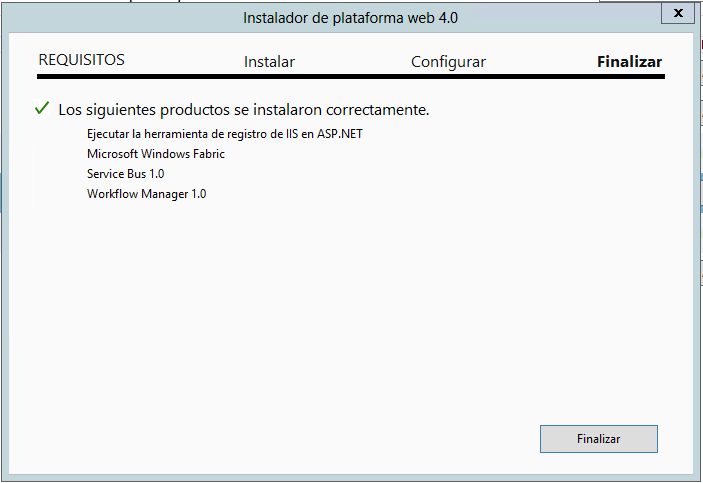 Instalador de plataforma web 4.0
x
REQUISITOS Instalar Configurar Finalizar
Los siguientes productos se instalaron correctamente.
Ejecutar la herramienta de registro de IIS en ASP.NET
Microsoft Windows Fabric
Service Bus 1.0
Workflow Manager 1.0
Finalizar